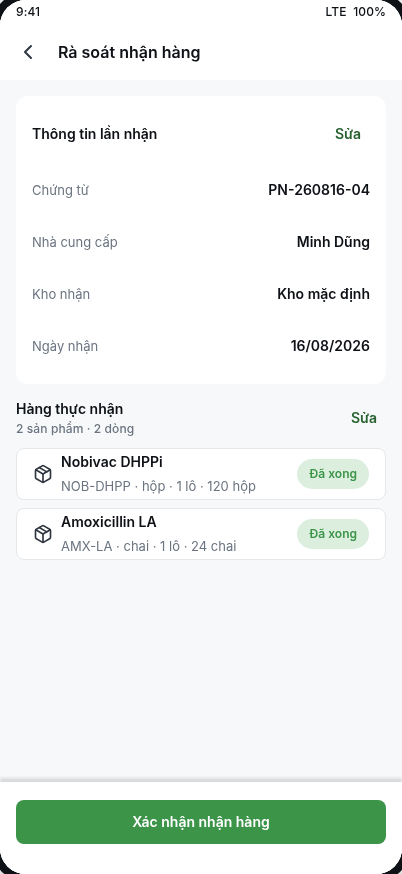 9:41 LTE 100%
Rà soát nhận hàng
Thông tin lần nhận Sửa
Chứng từ PN-260816-04
Nhà cung cấp Minh Dũng
Kho nhận Kho mặc định
Ngày nhận 16/08/2026
Hàng thực nhận
2 sản phẩm · 2 dòng Sửa
Nobivac DHPPi
NOB-DHPP · hộp · 1 lô · 120 hộp Đã xong
Amoxicillin LA
AMX-LA · chai · 1 lô · 24 chai Đã xong
Xác nhận nhận hàng